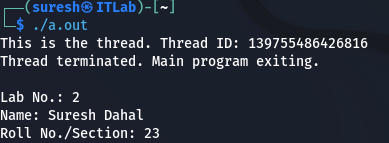 (suresh㉿ITLab)-[~]
$ ./a.out
This is the thread. Thread ID: 139755486426816
Thread terminated. Main program exiting.
Lab No.: 2
Name: Suresh Dahal
Roll No./Section: 23